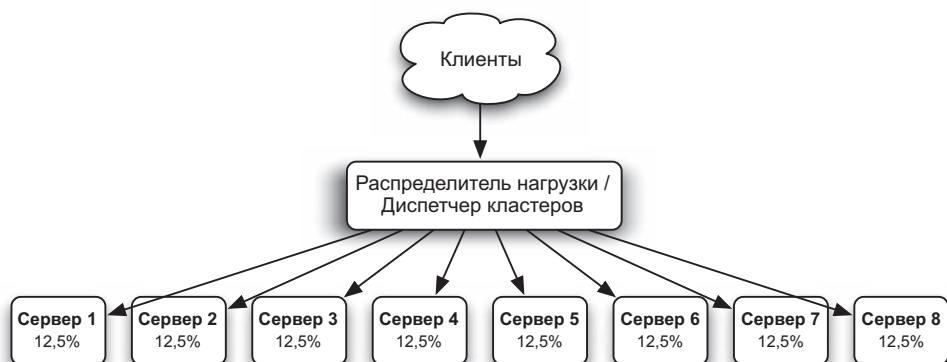 Клиенты
Распределитель нагрузки /
Диспетчер кластеров
Сервер 1
12,5%
Сервер 2
12,5%
Сервер 3
12,5%
Сервер 4
12,5%
Сервер 5
12,5%
Сервер 6
12,5%
Сервер 7
12,5%
Сервер 8
12,5%